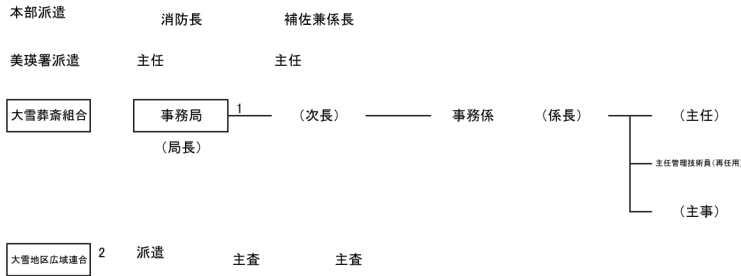 本部派遣 消防長 補佐兼係長
美瑛署派遣 主任 主任
大雪葬斎組合 事務局 1 （次長） 事務係 （係長） （主任）
（局長）
主任管理技術員（再任用）
（主事）
大雪地区広域連合 2 派遣 主査 主査